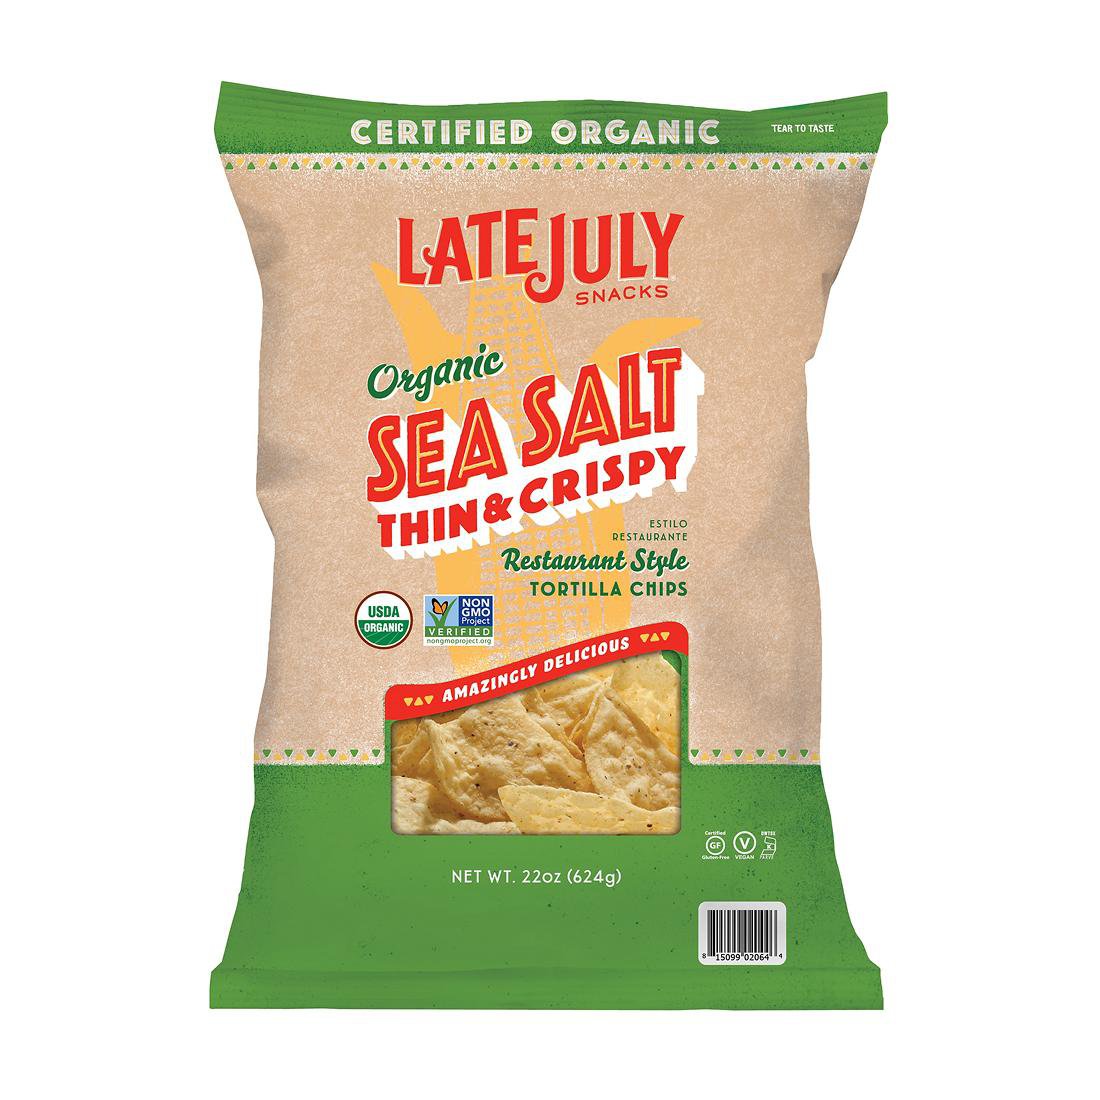 CERTIFIED ORGANIC
TEAR TO TASTE
LATE JULY
SNACKS
Organic
SEA SALT
THIN & CRISPY
ESTILO
RESTAURANTE
Restaurant Style
TORTILLA CHIPS
USDA
ORGANIC
NON
GMO
Project
VERIFIED
nongmoproject.org
AMAZINGLY DELICIOUS
Certified
GF
Gluten-Free
V
VEGAN
PARVE
NET WT. 22oz (624g)
8 15099 02064 4